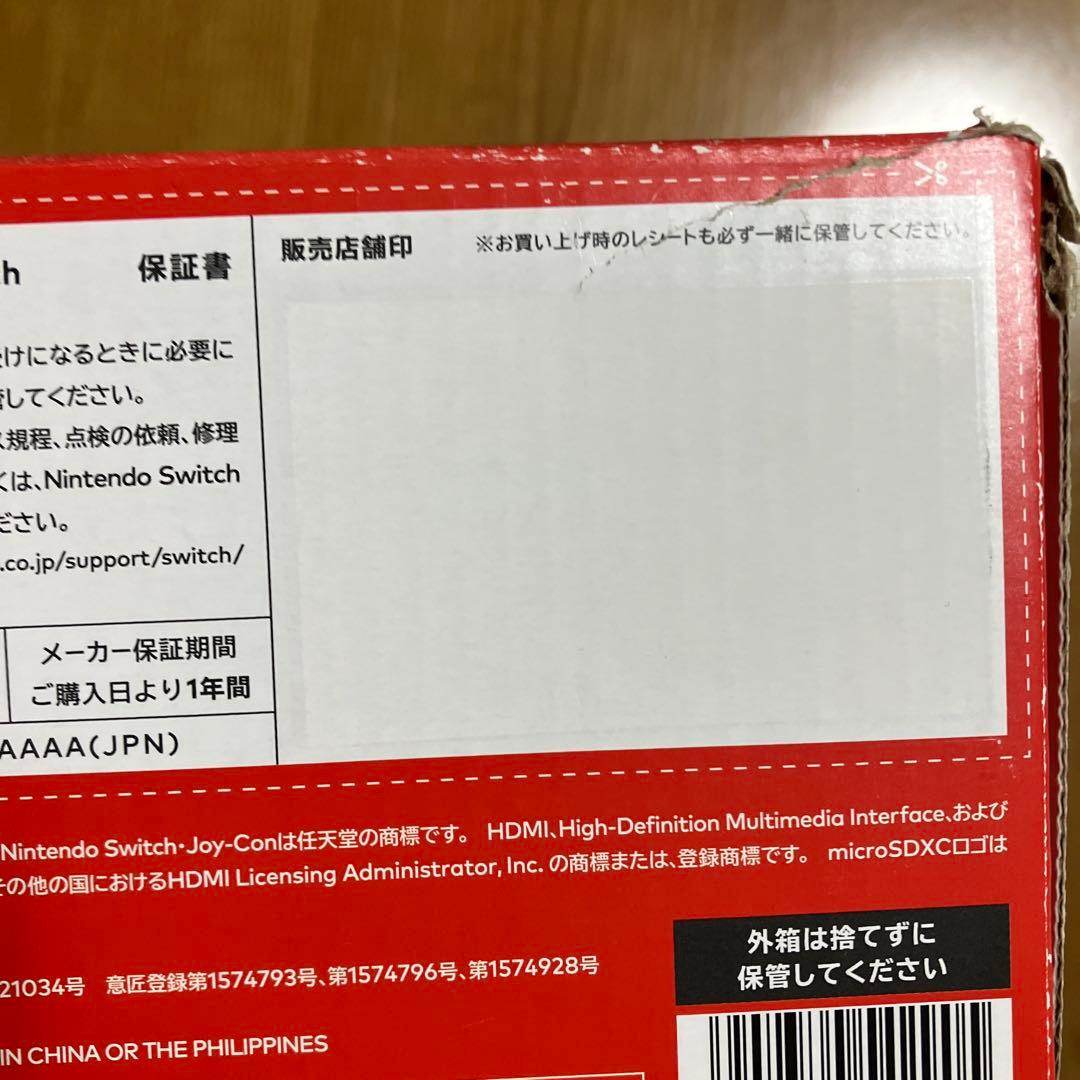 保証書
販売店舗印
※お買い上げ時のレシートも必ず一緒に保管してください。
けになるときに必要に
してください。
規程、点検の依頼、修理
くは、Nintendo Switch
ださい。
.co.jp/support/switch/
メーカー保証期間
ご購入日より1年間
AAAA(JPN)
Nintendo Switch・Joy-Conは任天堂の商標です。 HDMI、High-Definition Multimedia Interface、および
その他の国におけるHDMI Licensing Administrator, Inc. の商標または、登録商標です。 microSDXCロゴは
21034号 意匠登録第1574793号、第1574796号、第1574928号
外箱は捨てずに
保管してください
IN CHINA OR THE PHILIPPINES